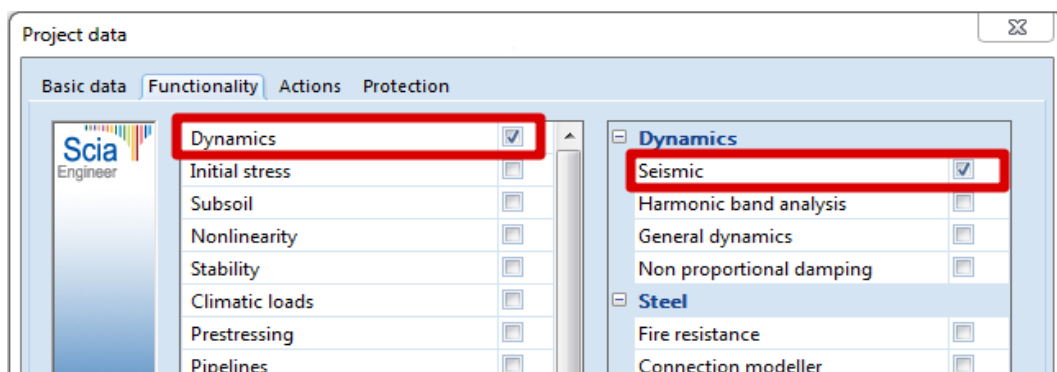 Project data
Basic data Functionality Actions Protection
Scia
Engineer
Dynamics
Initial stress
Subsoil
Nonlinearity
Stability
Climatic loads
Prestressing
Pipelines
Dynamics
Seismic
Harmonic band analysis
General dynamics
Non proportional damping
Steel
Fire resistance
Connection modeller